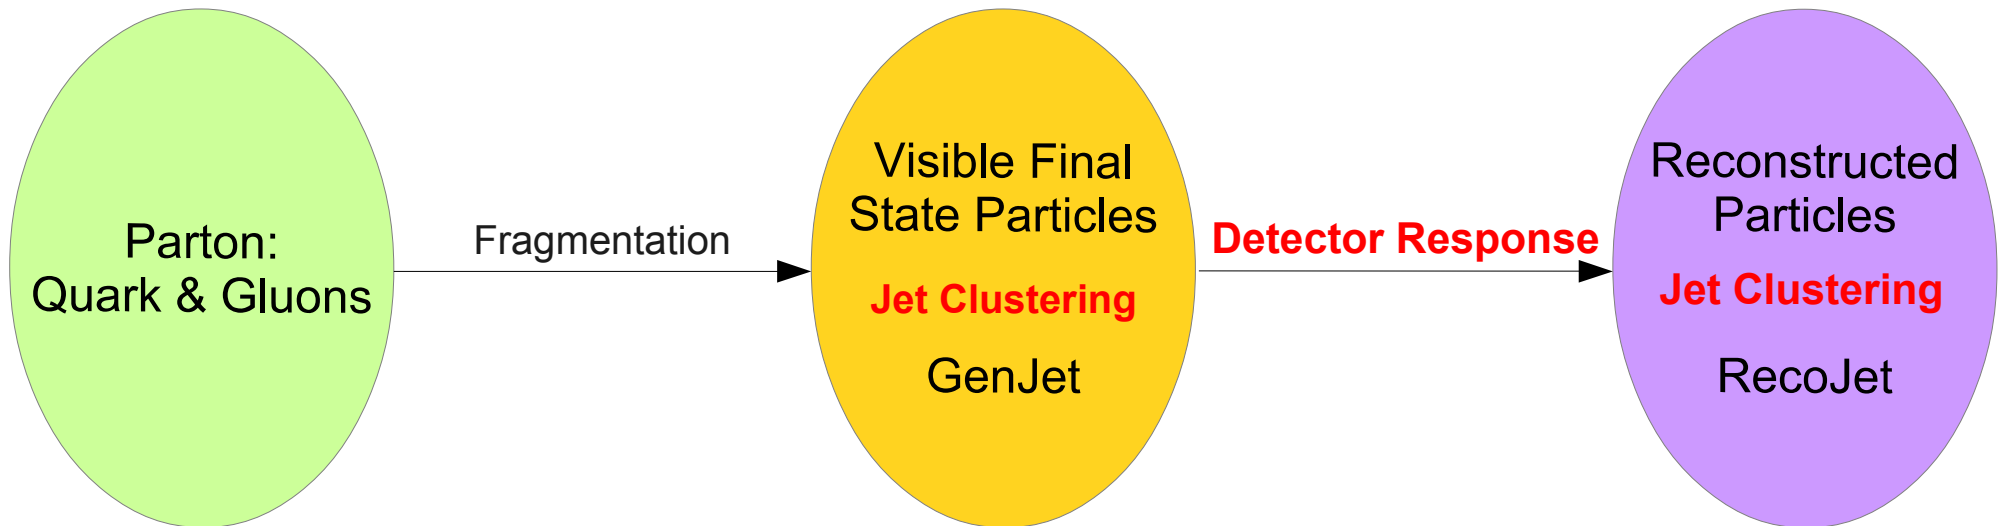 Parton:
Quark & Gluons
Fragmentation
Visible Final
State Particles
Jet Clustering
GenJet
Detector Response
Reconstructed
Particles
Jet Clustering
RecoJet